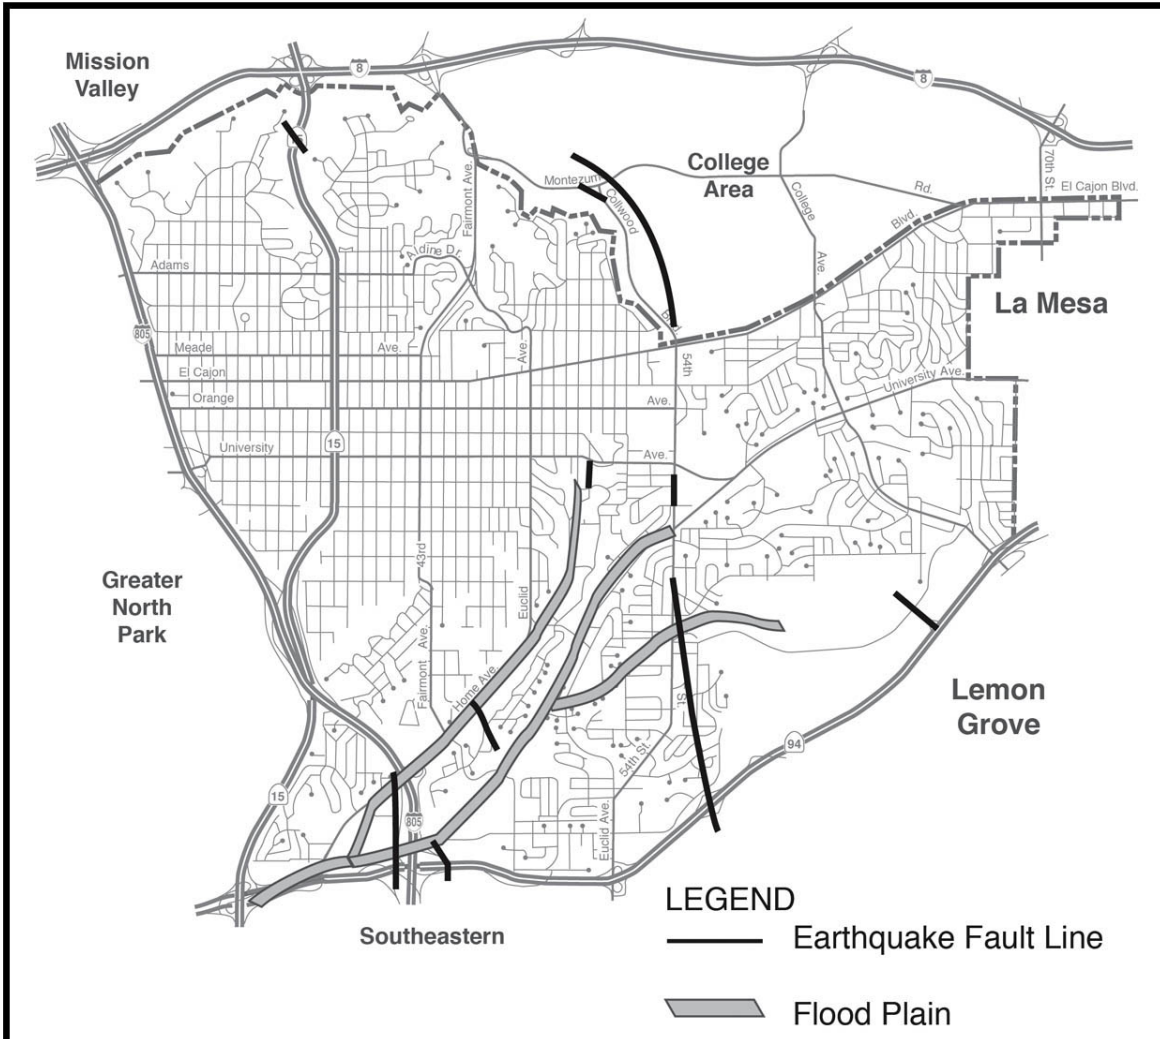 Mission
Valley
8
8
College
Area
70th St.
El Cajon Blvd.
Montezuma
Rd.
Collwood
Blvd.
College
Ave.
Blvd.
Fairmont Ave.
Aldine Dr.
Adams
La Mesa
805
Meade
Ave.
Ave.
El Cajon
54th
University Ave.
Orange
Ave.
University
15
Ave.
43rd
Greater
North
Park
Euclid
Fairmont Ave.
Home Ave.
St.
Lemon
Grove
54th St.
94
15
805
Euclid Ave.
LEGEND
Southeastern
Earthquake Fault Line
Flood Plain